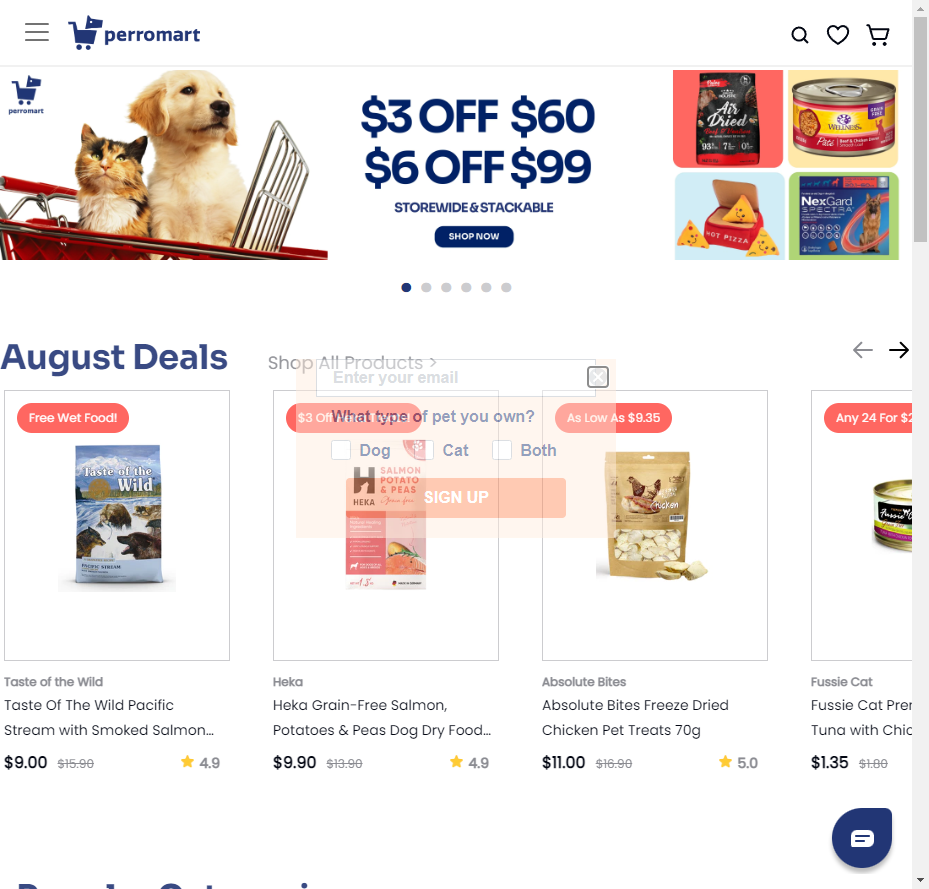 perromart
perromart
$3 OFF $60
$6 OFF $99
STOREWIDE & STACKABLE
SHOP NOW
Air
Dried
WELLNESS
Pâté
HOT PIZZA
NexGard
SPECTRA
August Deals
Shop All Products >
Enter your email
What type of pet you own?
Dog
Cat
Both
SIGN UP
Free Wet Food!
$3 Off
As Low As $9.35
Any 24 For $2
Taste of the
Wild
PACIFIC STREAM
HEKA
SALMON
POTATO
& PEAS
Fussie
Taste of the Wild
Taste Of The Wild Pacific
Stream with Smoked Salmon...
$9.00 $15.90 4.9
Heka
Heka Grain-Free Salmon,
Potatoes & Peas Dog Dry Food...
$9.90 $13.90 4.9
Absolute Bites
Absolute Bites Freeze Dried
Chicken Pet Treats 70g
$11.00 $16.90 5.0
Fussie Cat
Fussie Cat Prer
Tuna with Chic
$1.35 $1.80